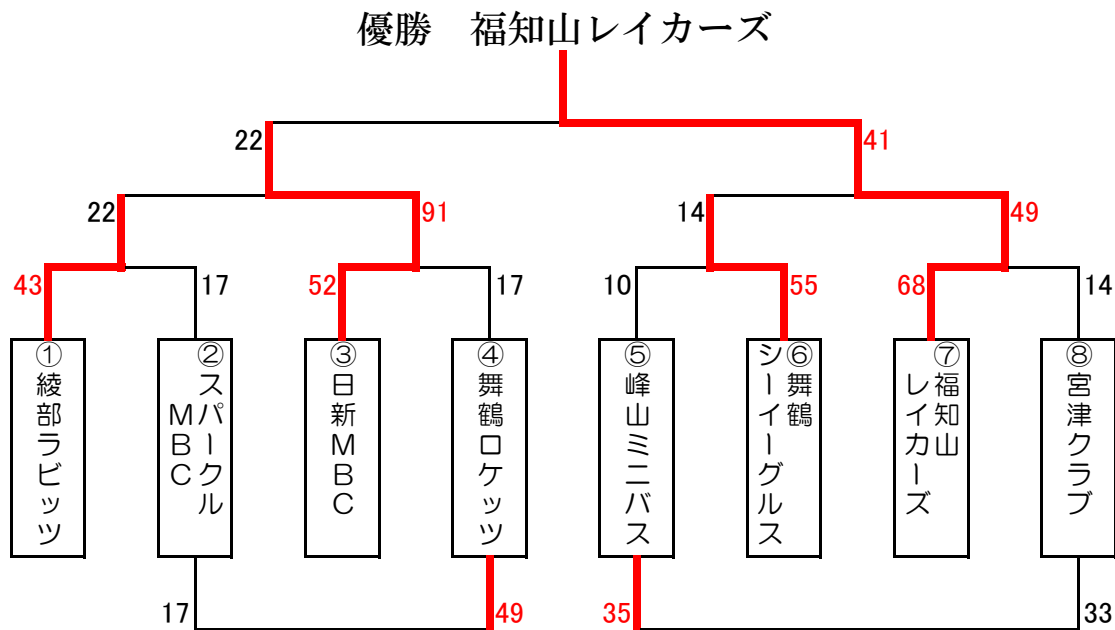 優勝　福知山レイカーズ
22
41
22
91
14
49
43
17
52
17
10
55
68
14
①綾部ラビッツ
②スパークル
MBC
③日新MBC
④舞鶴ロケッツ
⑤峰山ミニバス
⑥舞鶴
シーイーグルス
⑦福知山
レイカーズ
⑧宮津クラブ
17
49
35
33